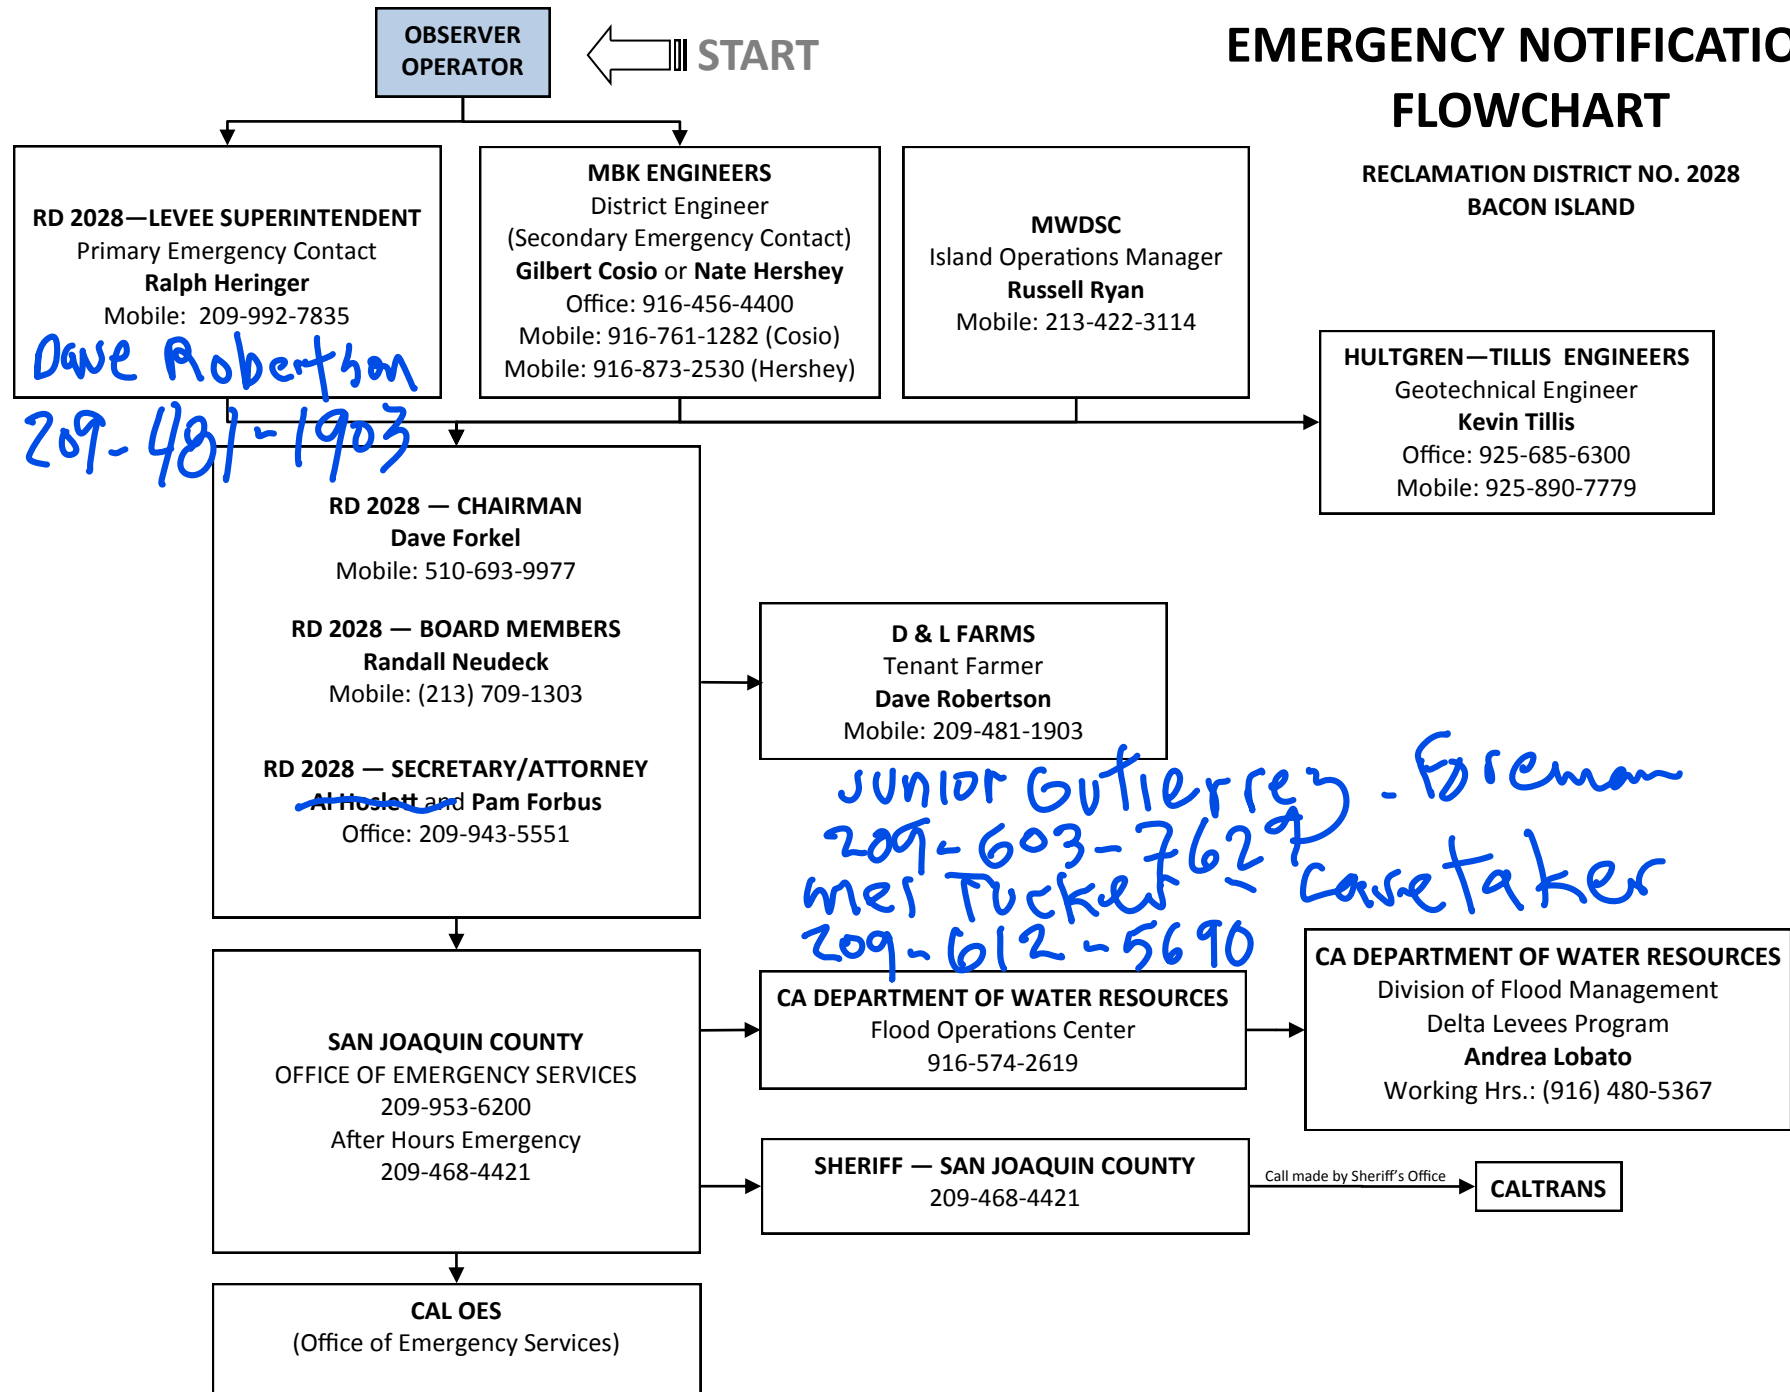 OBSERVER
OPERATOR
START
EMERGENCY NOTIFICATIO
FLOWCHART
RECLAMATION DISTRICT NO. 2028
BACON ISLAND
RD 2028—LEVEE SUPERINTENDENT
Primary Emergency Contact
Ralph Heringer
Mobile: 209-992-7835
Dave Robertson
209-481-1903
MBK ENGINEERS
District Engineer
(Secondary Emergency Contact)
Gilbert Cosio or Nate Hershey
Office: 916-456-4400
Mobile: 916-761-1282 (Cosio)
Mobile: 916-873-2530 (Hershey)
MWDSC
Island Operations Manager
Russell Ryan
Mobile: 213-422-3114
HULTGREN—TILLIS ENGINEERS
Geotechnical Engineer
Kevin Tillis
Office: 925-685-6300
Mobile: 925-890-7779
RD 2028 — CHAIRMAN
Dave Forkel
Mobile: 510-693-9977
RD 2028 — BOARD MEMBERS
Randall Neudeck
Mobile: (213) 709-1303
RD 2028 — SECRETARY/ATTORNEY
Al Hoslett and Pam Forbus
Office: 209-943-5551
D & L FARMS
Tenant Farmer
Dave Robertson
Mobile: 209-481-1903
Junior Gutierrez - Foreman
209-603-7629
Mel Tucker - Caretaker
209-612-5690
SAN JOAQUIN COUNTY
OFFICE OF EMERGENCY SERVICES
209-953-6200
After Hours Emergency
209-468-4421
CA DEPARTMENT OF WATER RESOURCES
Flood Operations Center
916-574-2619
CA DEPARTMENT OF WATER RESOURCES
Division of Flood Management
Delta Levees Program
Andrea Lobato
Working Hrs.: (916) 480-5367
SHERIFF — SAN JOAQUIN COUNTY
209-468-4421
Call made by Sheriff's Office
CALTRANS
CAL OES
(Office of Emergency Services)